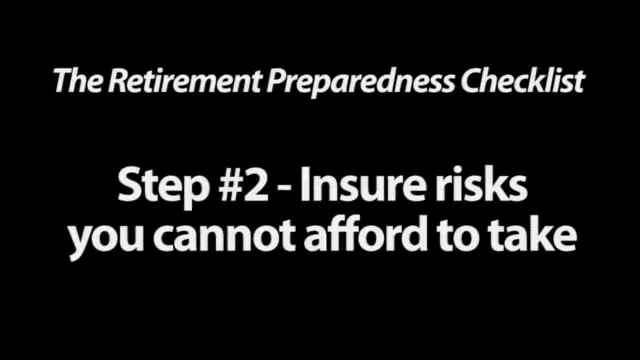 The Retirement Preparedness Checklist
Step #2 - Insure risks
you cannot afford to take